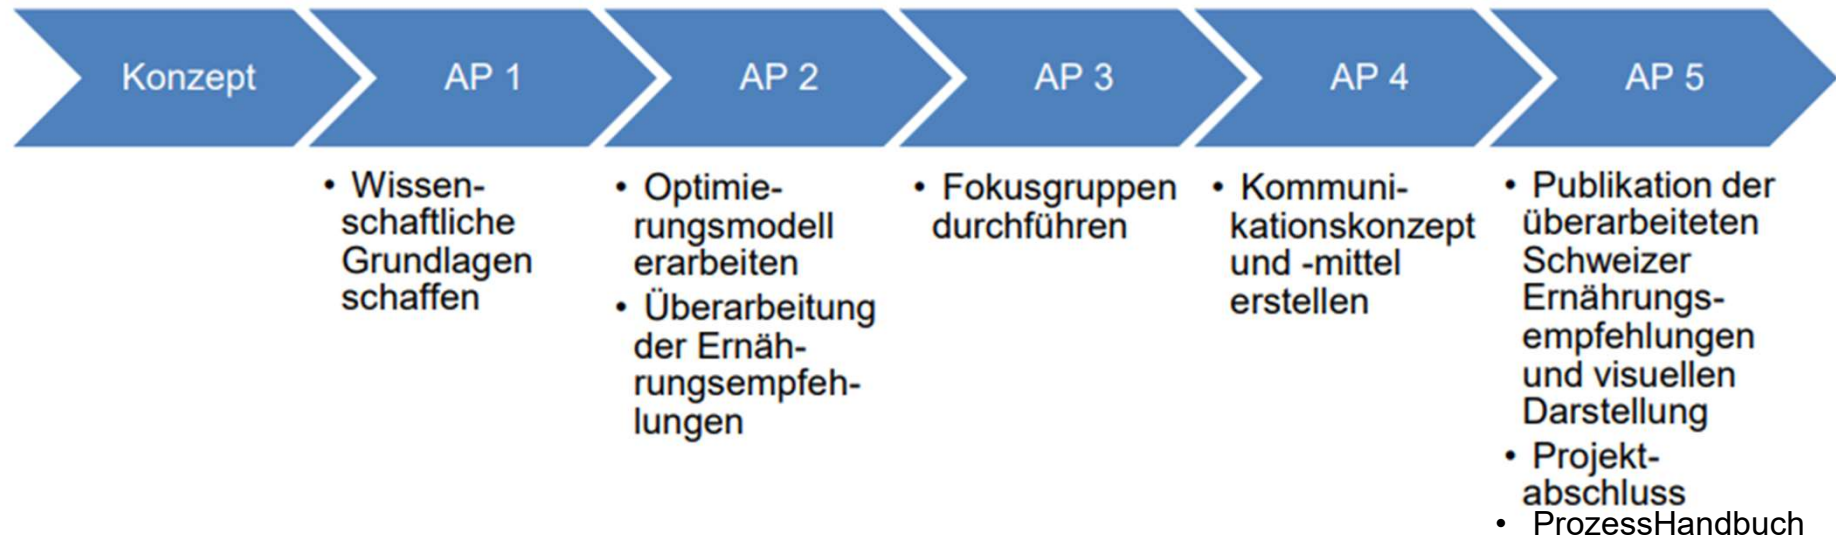 Konzept
AP 1
AP 2
AP 3
AP 4
AP 5
• Wissen-
schaftliche
Grundlagen
schaffen
• Optimie-
rungsmodell
erarbeiten
• Überarbeitung
der Ernäh-
rungsempfeh-
lungen
• Fokusgruppen
durchführen
• Kommuni-
kationskonzept
und -mittel
erstellen
• Publikation der
überarbeiteten
Schweizer
Ernährungs-
empfehlungen
und visuellen
Darstellung
• Projekt-
abschluss
• ProzessHandbuch